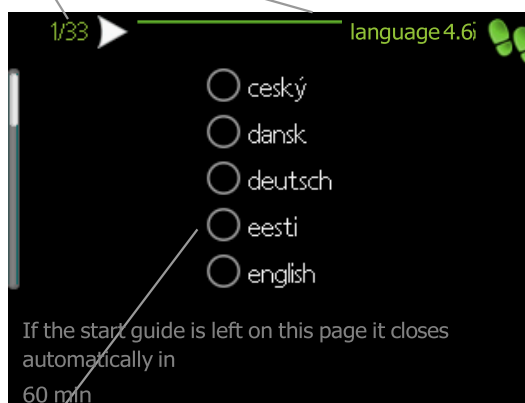 1/33
language 4.6i
ceský
dansk
deutsch
eesti
english
If the start guide is left on this page it closes
automatically in
60 min